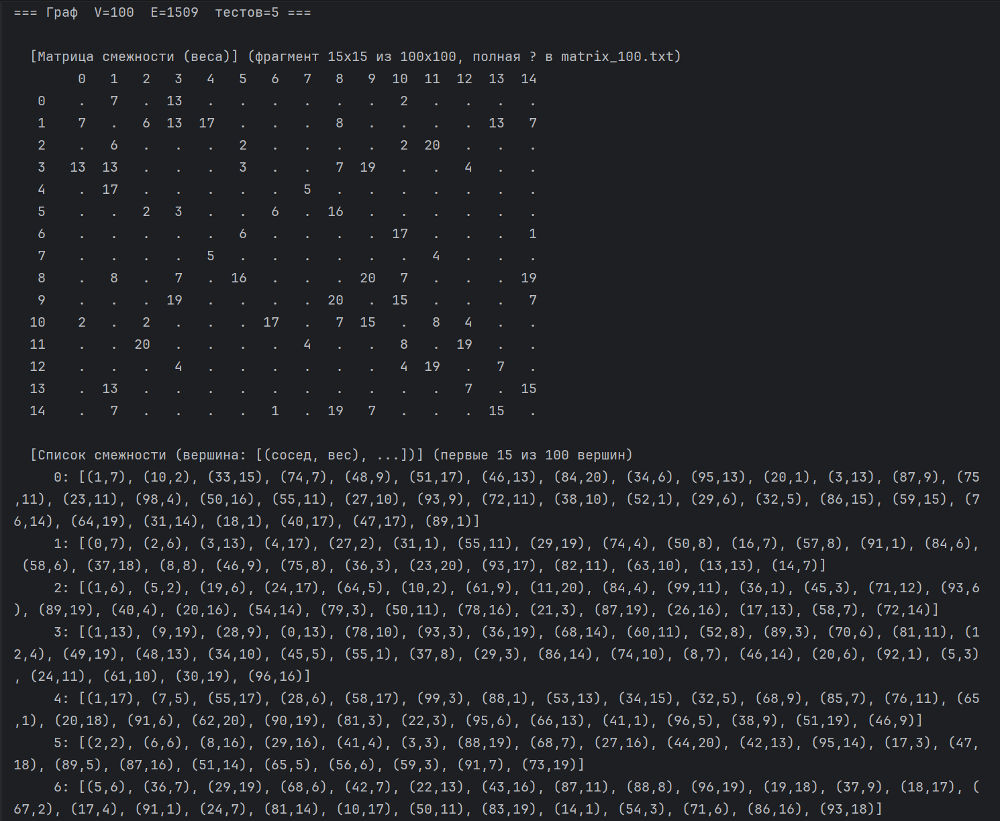 === Граф  V=100  E=1509  тестов=5 ===
  [Матрица смежности (веса)] (фрагмент 15x15 из 100x100, полная ? в matrix_100.txt)
        0   1   2   3   4   5   6   7   8   9  10  11  12  13  14
   0    .   7   .  13   .   .   .   .   .   .   2   .   .   .   .
   1    7   .   6  13  17   .   .   .   8   .   .   .   .  13   7
   2    .   6   .   .   .   2   .   .   .   .   2  20   .   .   .
   3   13  13   .   .   .   3   .   .   7  19   .   .   4   .   .
   4    .  17   .   .   .   .   .   5   .   .   .   .   .   .   .
   5    .   .   2   3   .   .   6   .  16   .   .   .   .   .   .
   6    .   .   .   .   .   6   .   .   .   .  17   .   .   .   1
   7    .   .   .   .   5   .   .   .   .   .   .   4   .   .   .
   8    .   8   .   7   .  16   .   .   .  20   7   .   .   .  19
   9    .   .   .  19   .   .   .   .  20   .  15   .   .   .   7
  10    2   .   2   .   .   .  17   .   7  15   .   8   4   .   .
  11    .   .  20   .   .   .   .   4   .   .   8   .  19   .   .
  12    .   .   .   4   .   .   .   .   .   .   4  19   .   7   .
  13    .  13   .   .   .   .   .   .   .   .   .   .   7   .  15
  14    .   7   .   .   .   .   1   .  19   7   .   .   .  15   .
  [Список смежности (вершина: [(сосед, вес), ...])] (первые 15 из 100 вершин)
     0: [(1,7), (10,2), (33,15), (74,7), (48,9), (51,17), (46,13), (84,20), (34,6), (95,13), (20,1), (3,13), (87,9), (75
,11), (23,11), (98,4), (50,16), (55,11), (27,10), (93,9), (72,11), (38,10), (52,1), (29,6), (32,5), (86,15), (59,15), (7
6,14), (64,19), (31,14), (18,1), (40,17), (47,17), (89,1)]
     1: [(0,7), (2,6), (3,13), (4,17), (27,2), (31,1), (55,11), (29,19), (74,4), (50,8), (16,7), (57,8), (91,1), (84,6),
 (58,6), (37,18), (8,8), (46,9), (75,8), (36,3), (23,20), (93,17), (82,11), (63,10), (13,13), (14,7)]
     2: [(1,6), (5,2), (19,6), (24,17), (64,5), (10,2), (61,9), (11,20), (84,4), (99,11), (36,1), (45,3), (71,12), (93,6
), (89,19), (40,4), (20,16), (54,14), (79,3), (50,11), (78,16), (21,3), (87,19), (26,16), (17,13), (58,7), (72,14)]
     3: [(1,13), (9,19), (28,9), (0,13), (78,10), (93,3), (36,19), (68,14), (60,11), (52,8), (89,3), (70,6), (81,11), (1
2,4), (49,19), (48,13), (34,10), (45,5), (55,1), (37,8), (29,3), (86,14), (74,10), (8,7), (46,14), (20,6), (92,1), (5,3)
, (24,11), (61,10), (30,19), (96,16)]
     4: [(1,17), (7,5), (55,17), (28,6), (58,17), (99,3), (88,1), (53,13), (34,15), (32,5), (68,9), (85,7), (76,11), (65
,1), (20,18), (91,6), (62,20), (90,19), (81,3), (22,3), (95,6), (66,13), (41,1), (96,5), (38,9), (51,19), (46,9)]
     5: [(2,2), (6,6), (8,16), (29,16), (41,4), (3,3), (88,19), (68,7), (27,16), (44,20), (42,13), (95,14), (17,3), (47,
18), (89,5), (87,16), (51,14), (65,5), (56,6), (59,3), (91,7), (73,19)]
     6: [(5,6), (36,7), (29,19), (68,6), (42,7), (22,13), (43,16), (87,11), (88,8), (96,19), (19,18), (37,9), (18,17), (
67,2), (17,4), (91,1), (24,7), (81,14), (10,17), (50,11), (83,19), (14,1), (54,3), (71,6), (86,16), (93,18)]